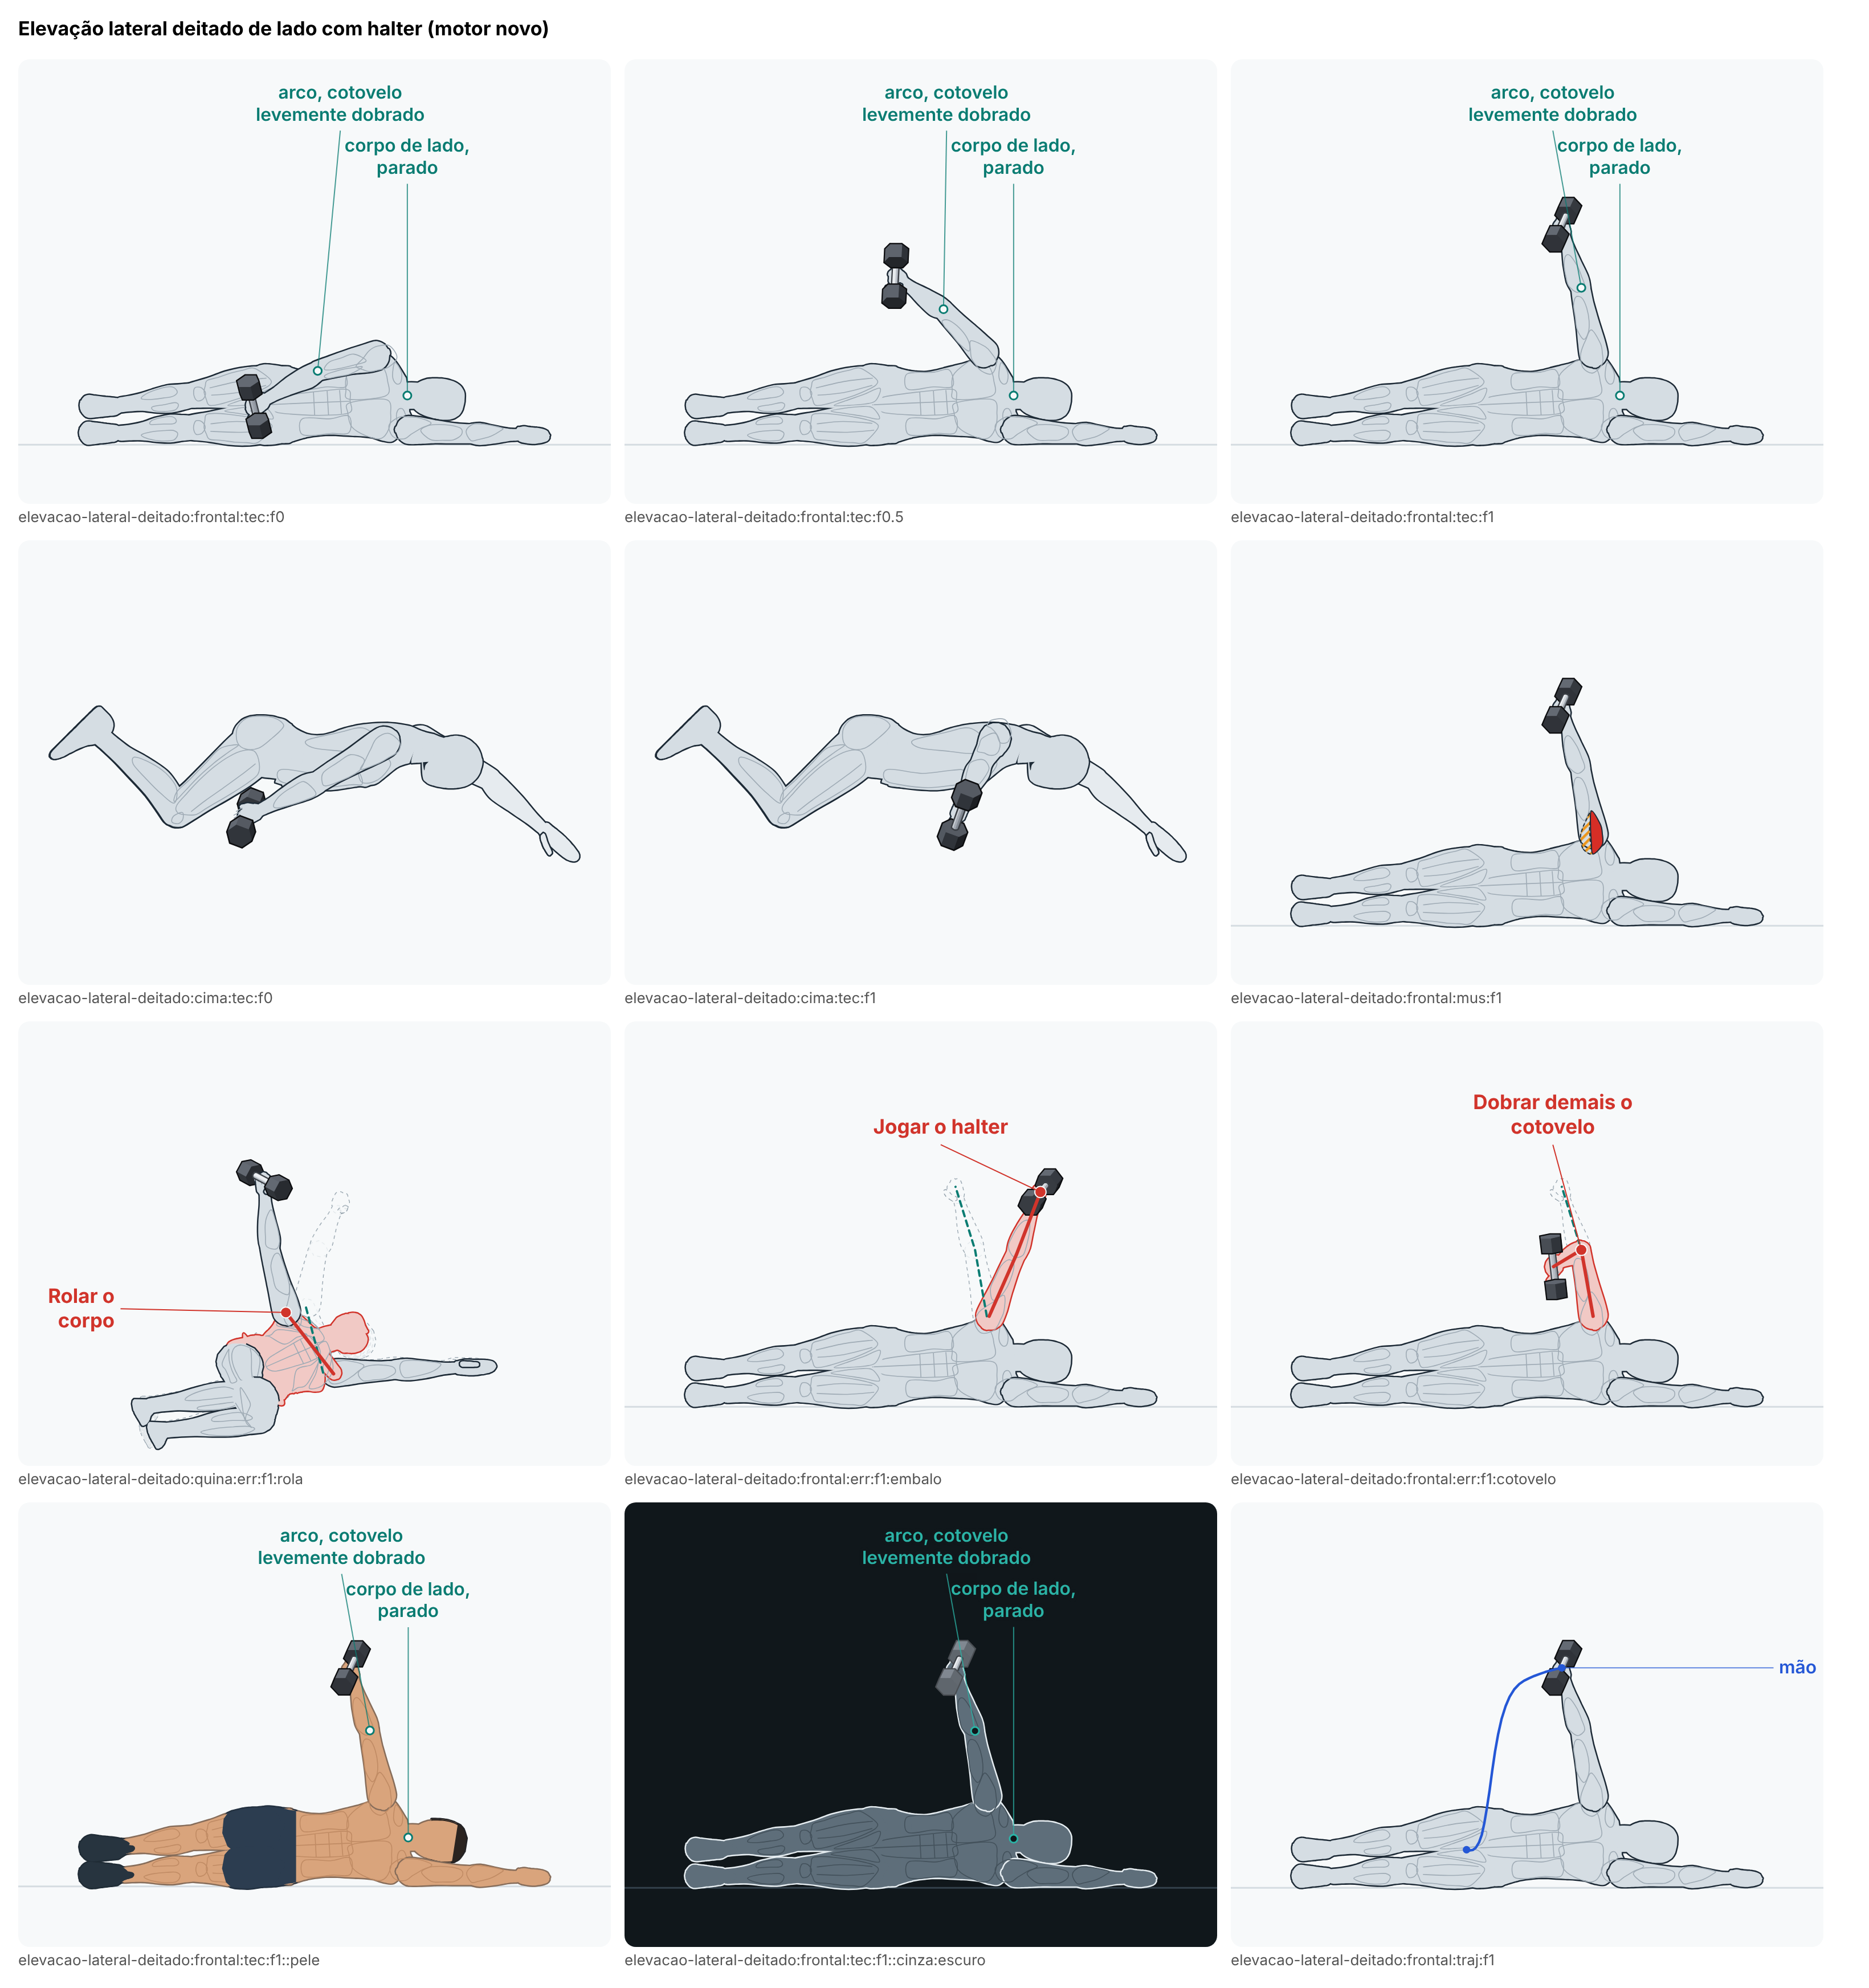 Elevação lateral deitado de lado com halter (motor novo)
arco, cotovelo
levemente dobrado
corpo de lado,
parado
elevacao-lateral-deitado:frontal:tec:f0
arco, cotovelo
levemente dobrado
corpo de lado,
parado
elevacao-lateral-deitado:frontal:tec:f0.5
arco, cotovelo
levemente dobrado
corpo de lado,
parado
elevacao-lateral-deitado:frontal:tec:f1
elevacao-lateral-deitado:cima:tec:f0
elevacao-lateral-deitado:cima:tec:f1
elevacao-lateral-deitado:frontal:mus:f1
Rolar o
corpo
elevacao-lateral-deitado:quina:err:f1:rola
Jogar o halter
elevacao-lateral-deitado:frontal:err:f1:embalo
Dobrar demais o
cotovelo
elevacao-lateral-deitado:frontal:err:f1:cotovelo
arco, cotovelo
levemente dobrado
corpo de lado,
parado
elevacao-lateral-deitado:frontal:tec:f1::pele
arco, cotovelo
levemente dobrado
corpo de lado,
parado
elevacao-lateral-deitado:frontal:tec:f1::cinza:escuro
mão
elevacao-lateral-deitado:frontal:traj:f1